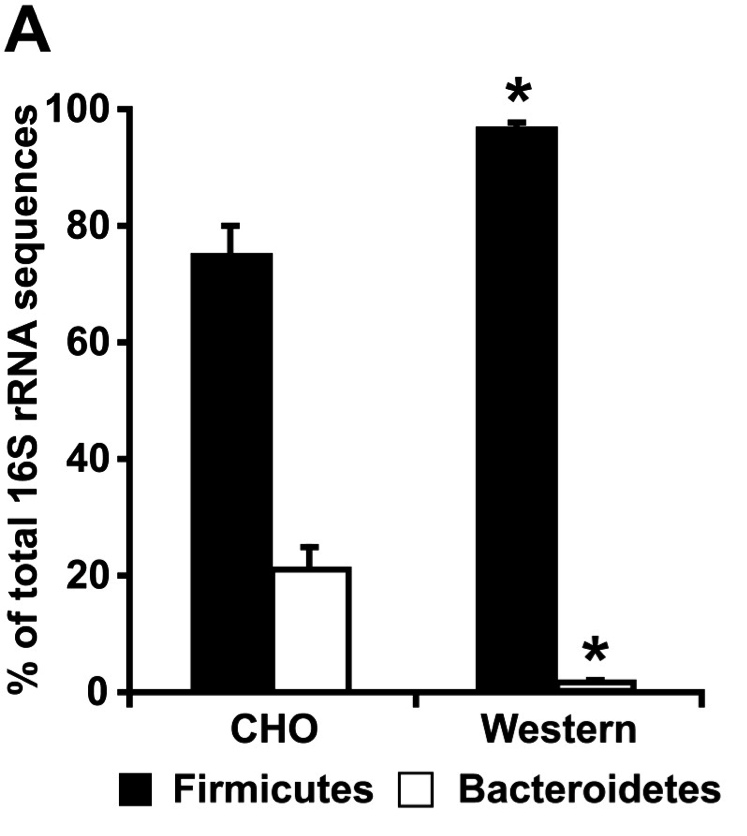 A
% of total 16S rRNA sequences
100
80
60
40
20
0
*
*
CHO
Western
Firmicutes
Bacteroidetes